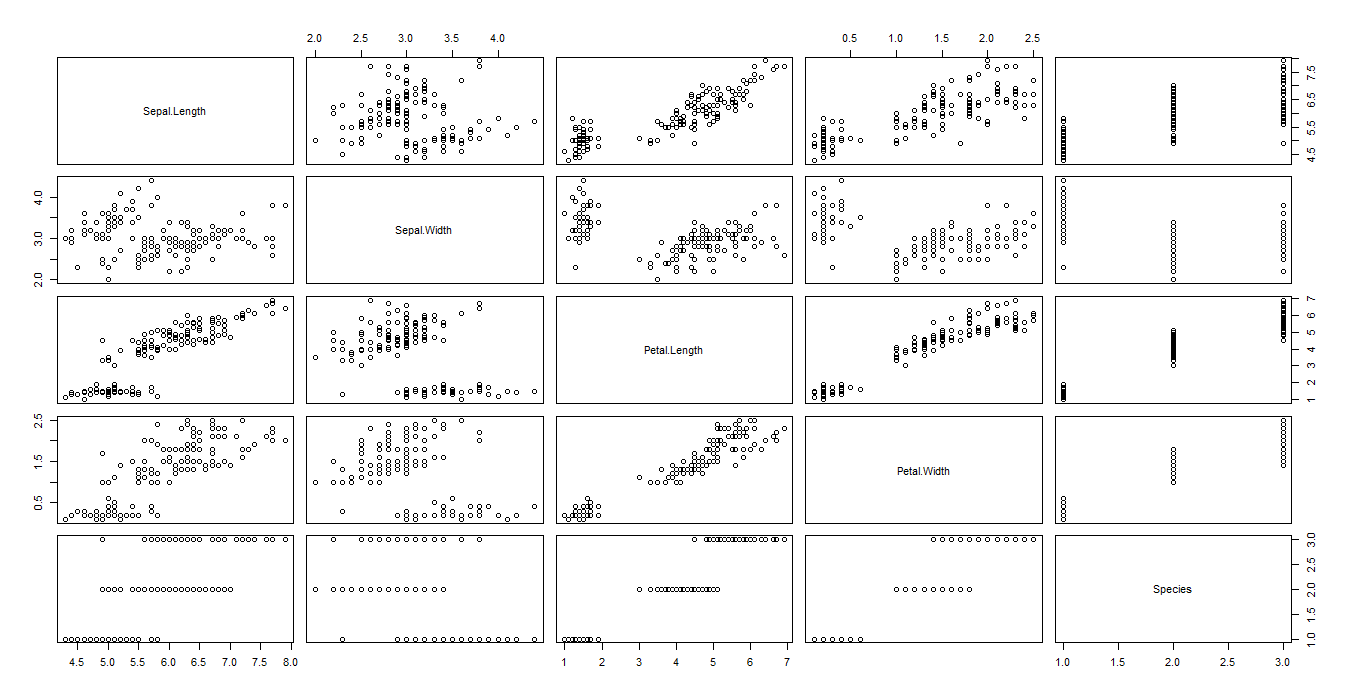 2.0 2.5 3.0 3.5 4.0 0.5 1.0 1.5 2.0 2.5
Sepal.Length
4.5 5.5 6.5 7.5
2.0 3.0 4.0
Sepal.Width
Petal.Length
1 2 3 4 5 6 7
0.5 1.5 2.5
Petal.Width
Species
1.0 1.5 2.0 2.5 3.0
4.5 5.0 5.5 6.0 6.5 7.0 7.5 8.0 1 2 3 4 5 6 7 1.0 1.5 2.0 2.5 3.0